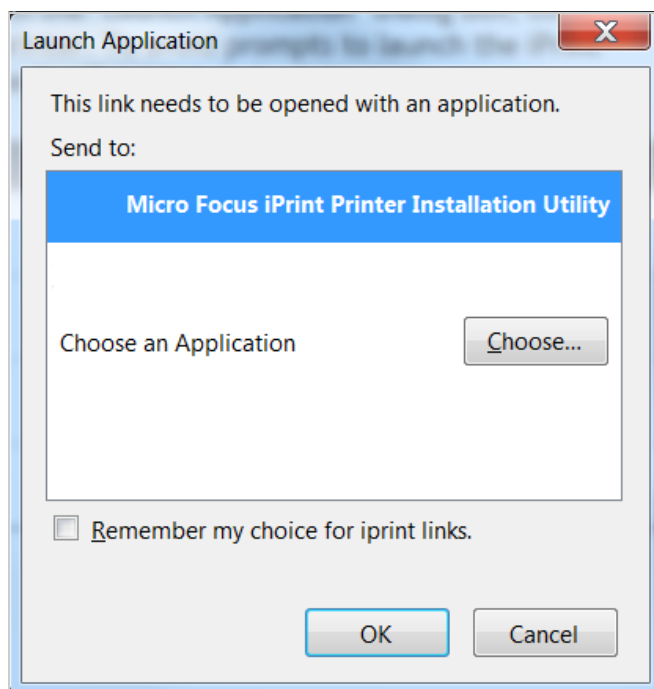 Launch Application
X
This link needs to be opened with an application.
Send to:
Micro Focus iPrint Printer Installation Utility
Choose an Application
Choose...
Remember my choice for iprint links.
OK
Cancel